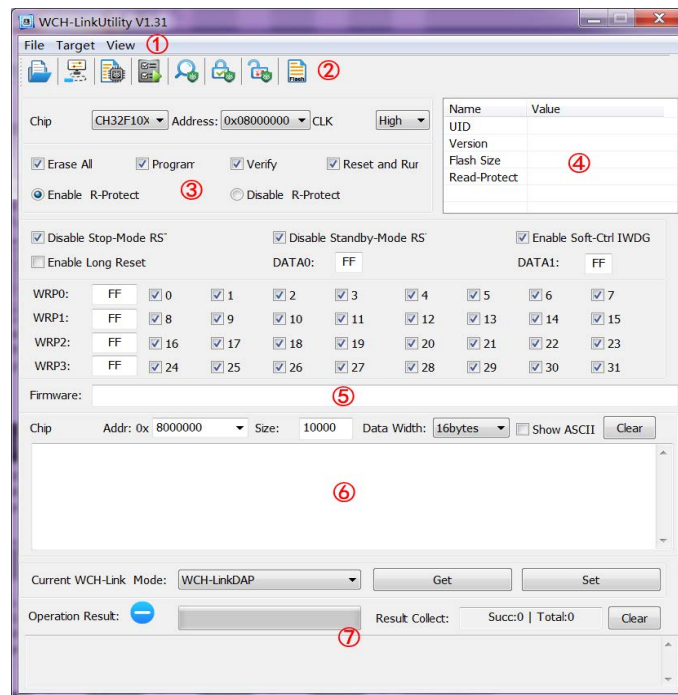 WCH-LinkUtility V1.31
File Target View ①
Flash ②
Chip CH32F10X Address: 0x08000000 CLK High
Name Value
UID
Version
Flash Size ④
Read-Protect
Erase All Program Verify Reset and Rur
Enable R-Protect ③ Disable R-Protect
Disable Stop-Mode RST Disable Standby-Mode RS Enable Soft-Ctrl IWDG
Enable Long Reset DATA0: FF DATA1: FF
WRP0: FF 0 1 2 3 4 5 6 7
WRP1: FF 8 9 10 11 12 13 14 15
WRP2: FF 16 17 18 19 20 21 22 23
WRP3: FF 24 25 26 27 28 29 30 31
Firmware: ⑤
Chip Addr: 0x 8000000 Size: 10000 Data Width: 16bytes Show ASCII Clear
⑥
Current WCH-Link Mode: WCH-LinkDAP Get Set
Operation Result: Result Collect: Succ:0 | Total:0 Clear
⑦